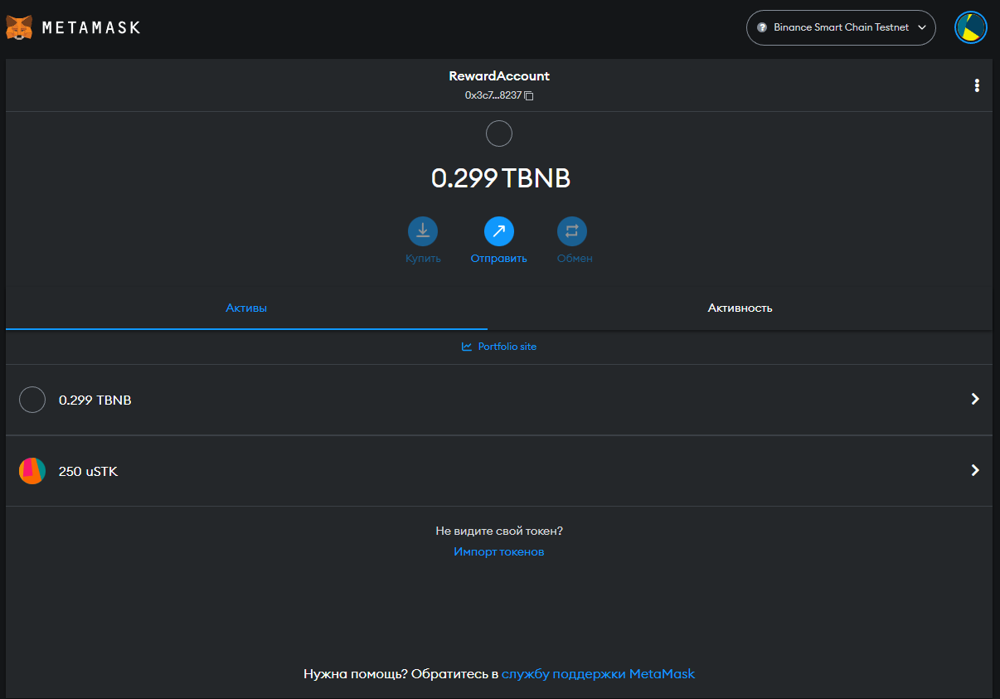 METAMASK
Binance Smart Chain Testnet
RewardAccount
0x3c7...8237
0.299 TBNB
Купить
Отправить
Обмен
Активы
Активность
Portfolio site
0.299 TBNB
250 uSTK
Не видите свой токен?
Импорт токенов
Нужна помощь? Обратитесь в службу поддержки MetaMask